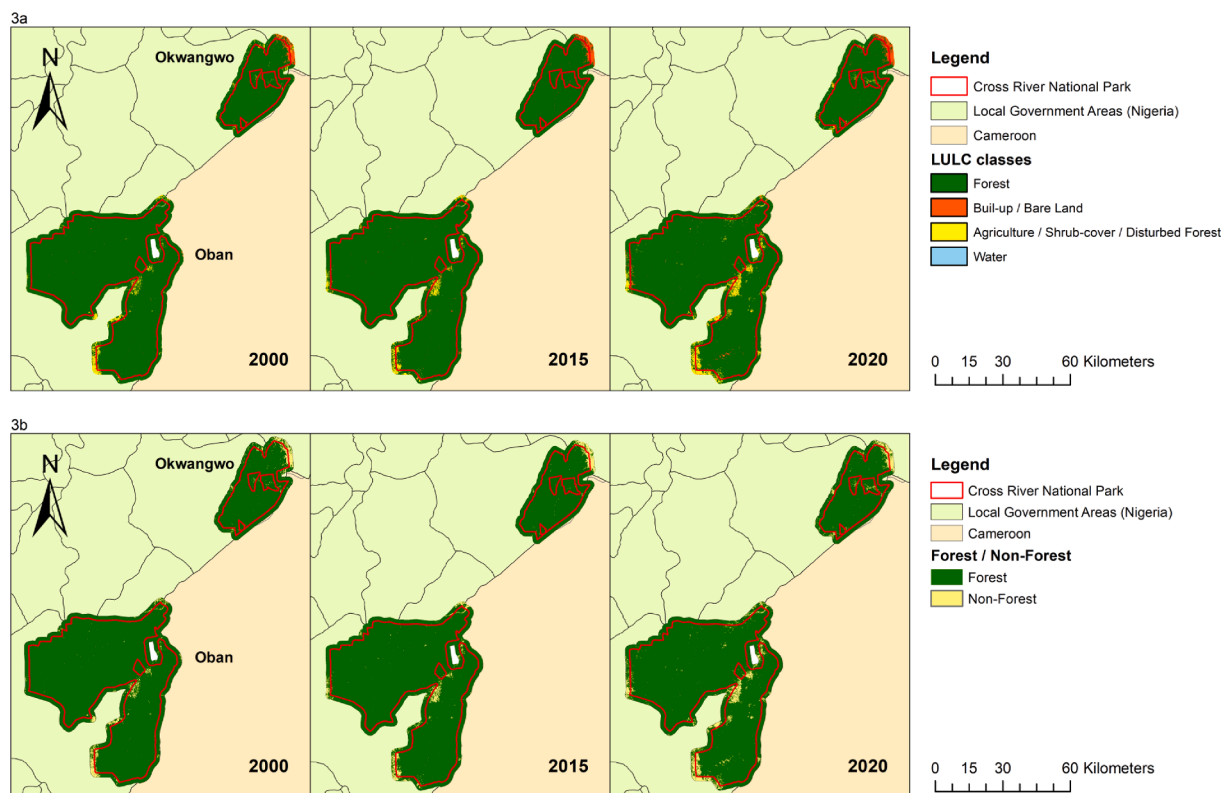 3a
N
Okwangwo
Oban
2000
2015
2020
Legend
Cross River National Park
Local Government Areas (Nigeria)
Cameroon
LULC classes
Forest
Buil-up / Bare Land
Agriculture / Shrub-cover / Disturbed Forest
Water
0 15 30 60 Kilometers
3b
N
Okwangwo
Oban
2000
2015
2020
Legend
Cross River National Park
Local Government Areas (Nigeria)
Cameroon
Forest / Non-Forest
Forest
Non-Forest
0 15 30 60 Kilometers